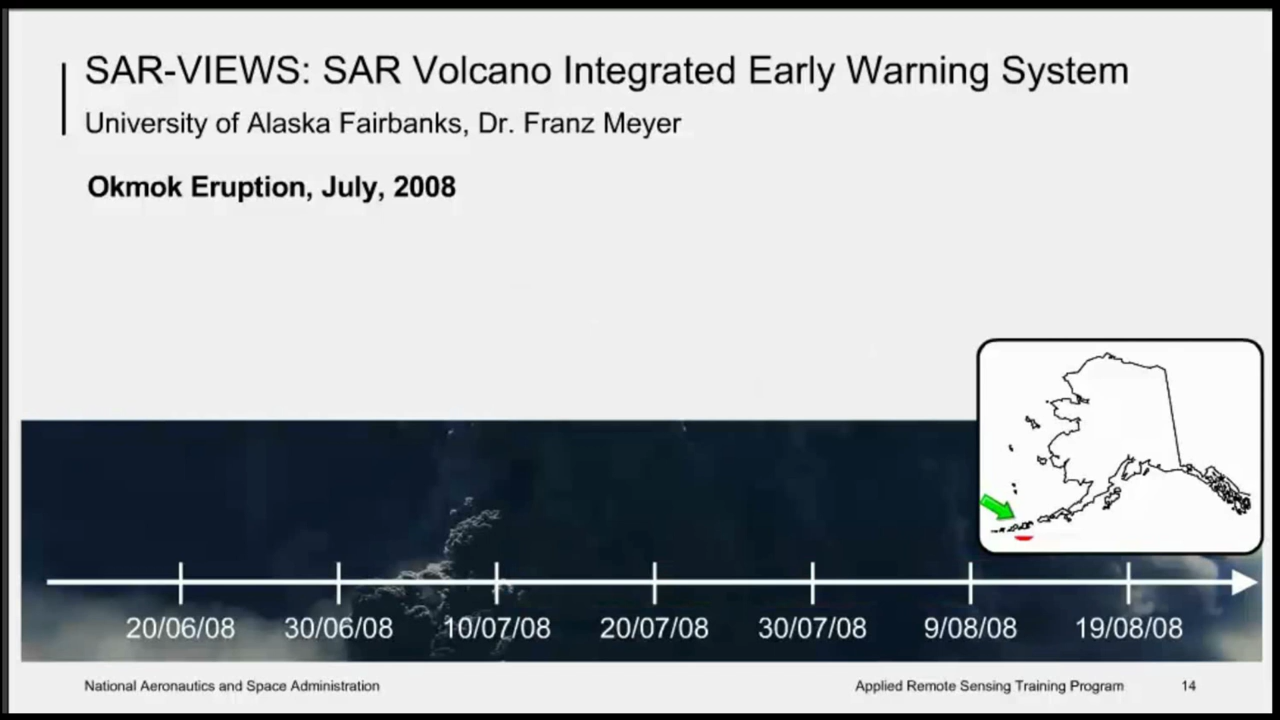 SAR-VIEWS: SAR Volcano Integrated Early Warning System
University of Alaska Fairbanks, Dr. Franz Meyer
Okmok Eruption, July, 2008
20/06/08 30/06/08 10/07/08 20/07/08 30/07/08 9/08/08 19/08/08
National Aeronautics and Space Administration Applied Remote Sensing Training Program 14